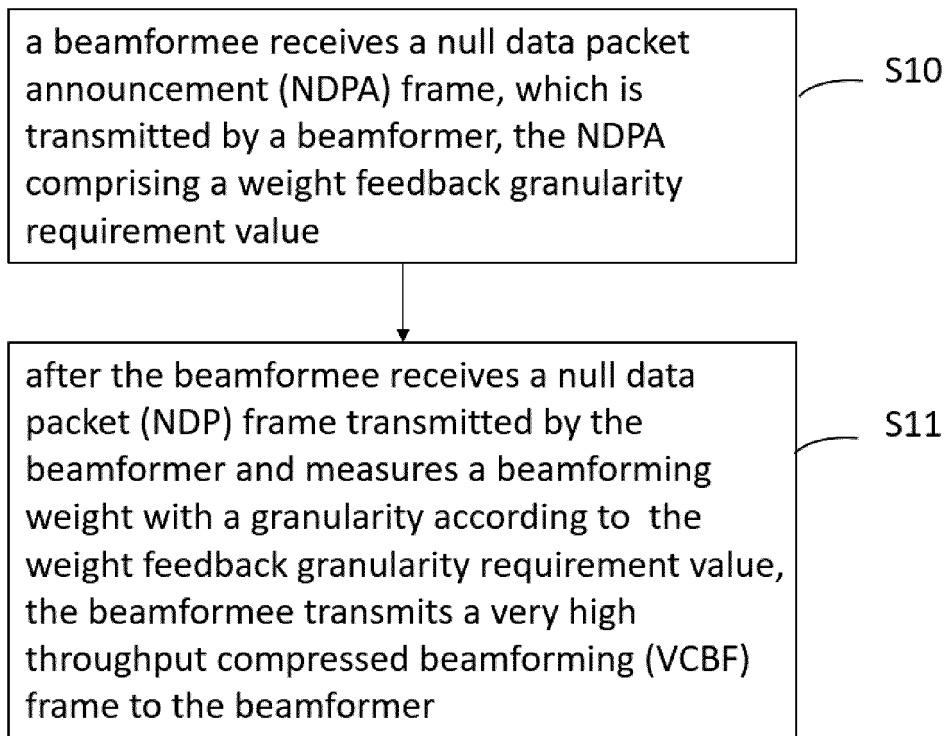 a beamformee receives a null data packet
announcement (NDPA) frame, which is
transmitted by a beamformer, the NDPA
comprising a weight feedback granularity
requirement value
S10
after the beamformee receives a null data
packet (NDP) frame transmitted by the
beamformer and measures a beamforming
weight with a granularity according to the
weight feedback granularity requirement value,
the beamformee transmits a very high
throughput compressed beamforming (VCBF)
frame to the beamformer
S11